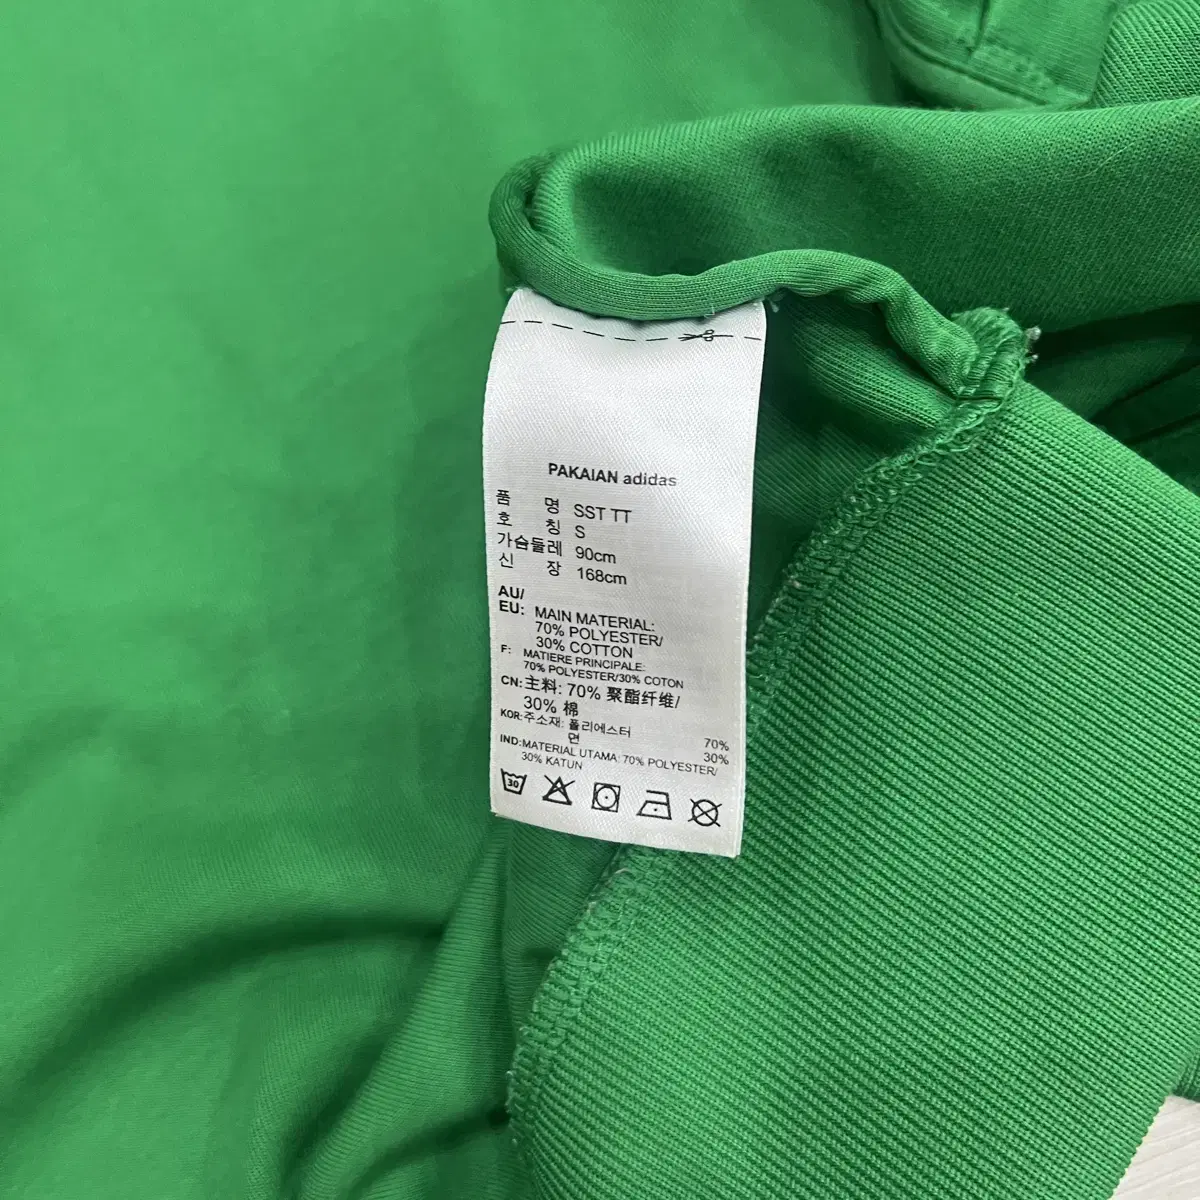 PAKAIAN adidas
품 명 SST TT
호 칭 S
가슴둘레 90cm
신 장 168cm
AU/
EU: MAIN MATERIAL:
70% POLYESTER/
30% COTTON
F: MATIERE PRINCIPALE:
70% POLYESTER/30% COTON
CN:主料: 70% 聚酯纤维/
30% 棉
KOR:주소재: 폴리에스터 70%
면 30%
IND:MATERIAL UTAMA: 70% POLYESTER/
30% KATUN
30